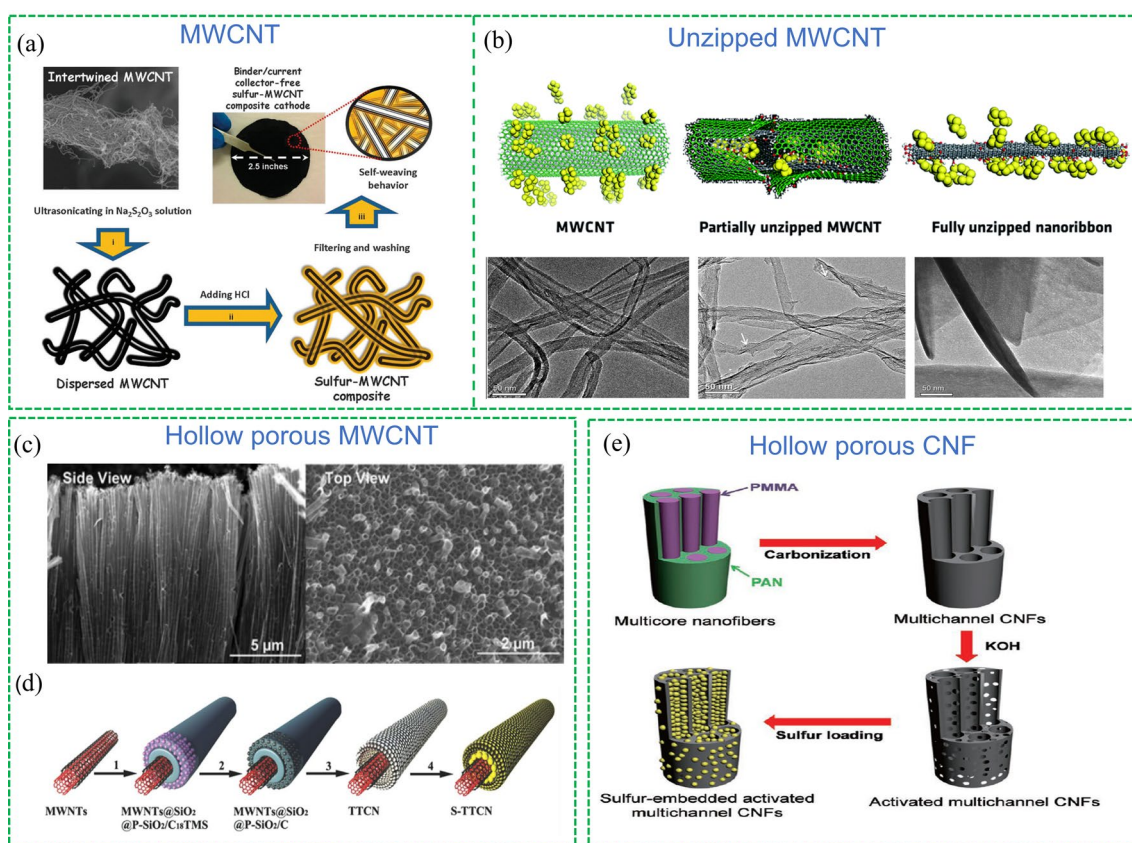 (a)
MWCNT
Intertwined MWCNT
Binder/current
collector-free
sulfur-MWCNT
composite cathode
2.5 inches
Self-weaving
behavior
Ultrasonicating in Na₂S₂O₃ solution
i
iii
Filtering and washing
Adding HCl
ii
Dispersed MWCNT
Sulfur-MWCNT
composite
(b)
Unzipped MWCNT
MWCNT
Partially unzipped MWCNT
Fully unzipped nanoribbon
50 nm
50 nm
50 nm
(c)
Hollow porous MWCNT
Side View
Top View
5 μm
2 μm
(d)
1
2
3
4
MWNTs
MWNTs@SiO₂
@P-SiO₂/C₁₈TMS
MWNTs@SiO₂
@P-SiO₂/C
TTCN
S-TTCN
(e)
Hollow porous CNF
PMMA
Carbonization
PAN
Multicore nanofibers
Multichannel CNFs
KOH
Sulfur loading
Sulfur-embedded activated
multichannel CNFs
Activated multichannel CNFs